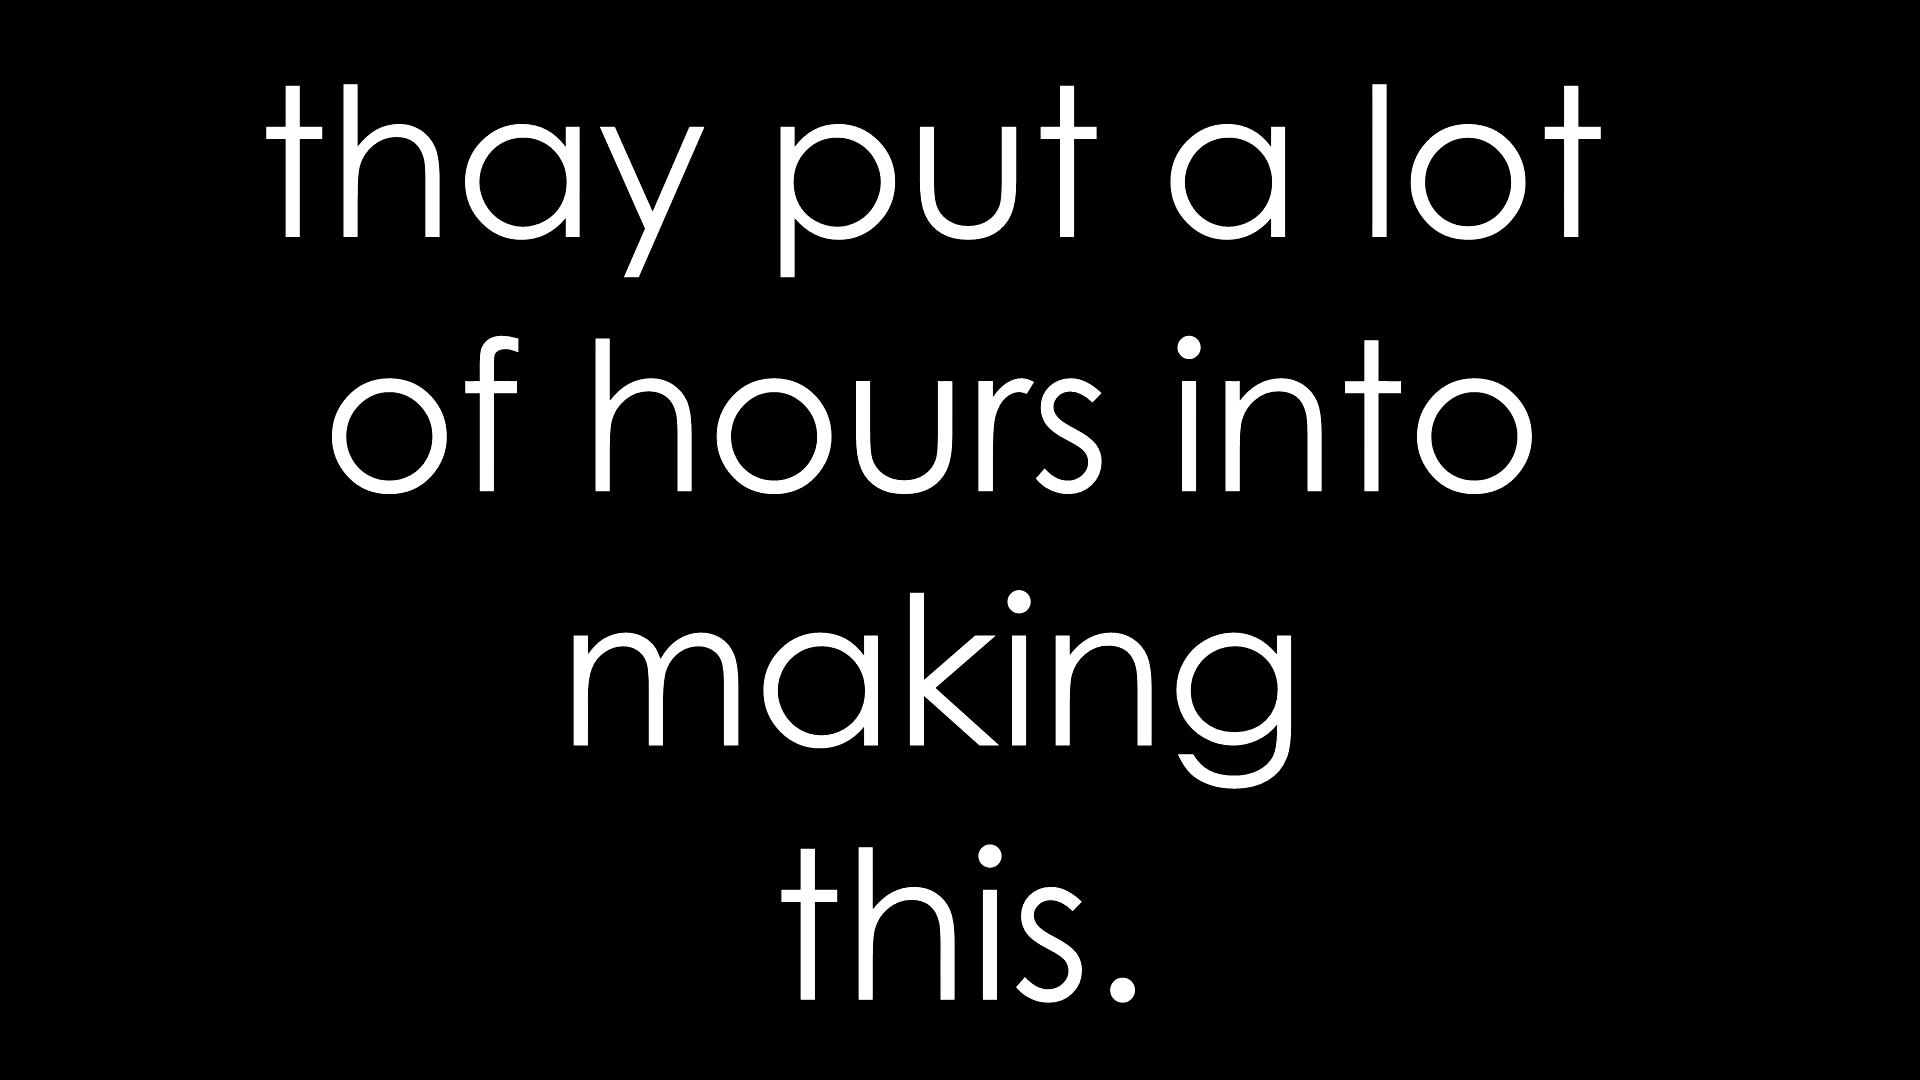 thay put a lot
of hours into
making
this.